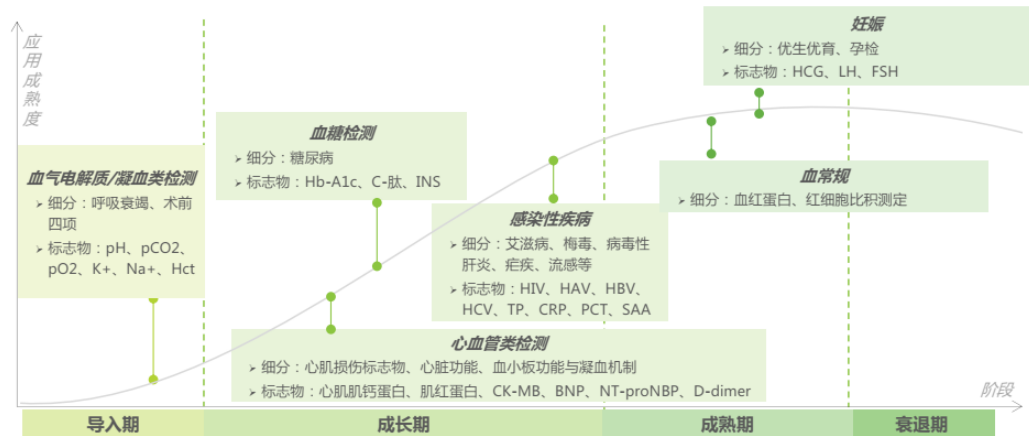 应用成熟度
妊娠
➢ 细分：优生优育、孕检
➢ 标志物：HCG、LH、FSH
血糖检测
➢ 细分：糖尿病
➢ 标志物：Hb-A1c、C-肽、INS
血气电解质/凝血类检测
➢ 细分：呼吸衰竭、术前
四项
➢ 标志物：pH、pCO2、
pO2、K+、Na+、Hct
血常规
➢ 细分：血红蛋白、红细胞比积测定
感染性疾病
➢ 细分：艾滋病、梅毒、病毒性
肝炎、疟疾、流感等
➢ 标志物：HIV、HAV、HBV、
HCV、TP、CRP、PCT、SAA
心血管类检测
➢ 细分：心肌损伤标志物、心脏功能、血小板功能与凝血机制
➢ 标志物：心肌肌钙蛋白、肌红蛋白、CK-MB、BNP、NT-proNBP、D-dimer
阶段
导入期
成长期
成熟期
衰退期